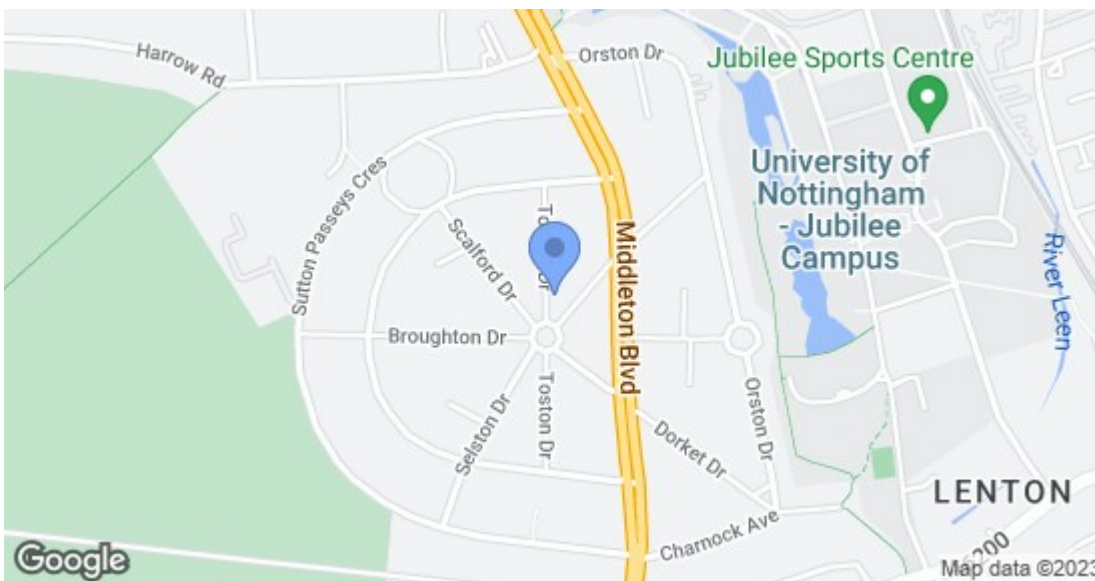 Harrow Rd
Orston Dr
Jubilee Sports Centre
University of
Nottingham
- Jubilee
Campus
Sutton Passeys Cres
Scalford Dr
Middleton Blvd
River Leen
Broughton Dr
Selston Dr
Toston Dr
Orston Dr
Dorket Dr
LENTON
Charnock Ave
Google
Map data ©2023